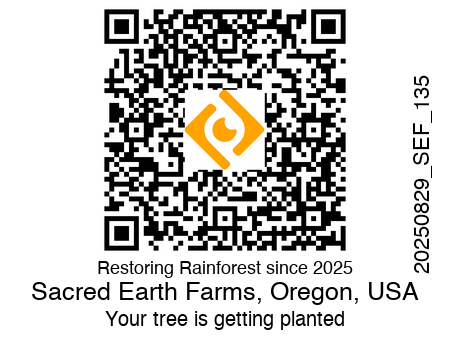 Restoring Rainforest since 2025
Sacred Earth Farms, Oregon, USA
Your tree is getting planted
20250829_SEF_135